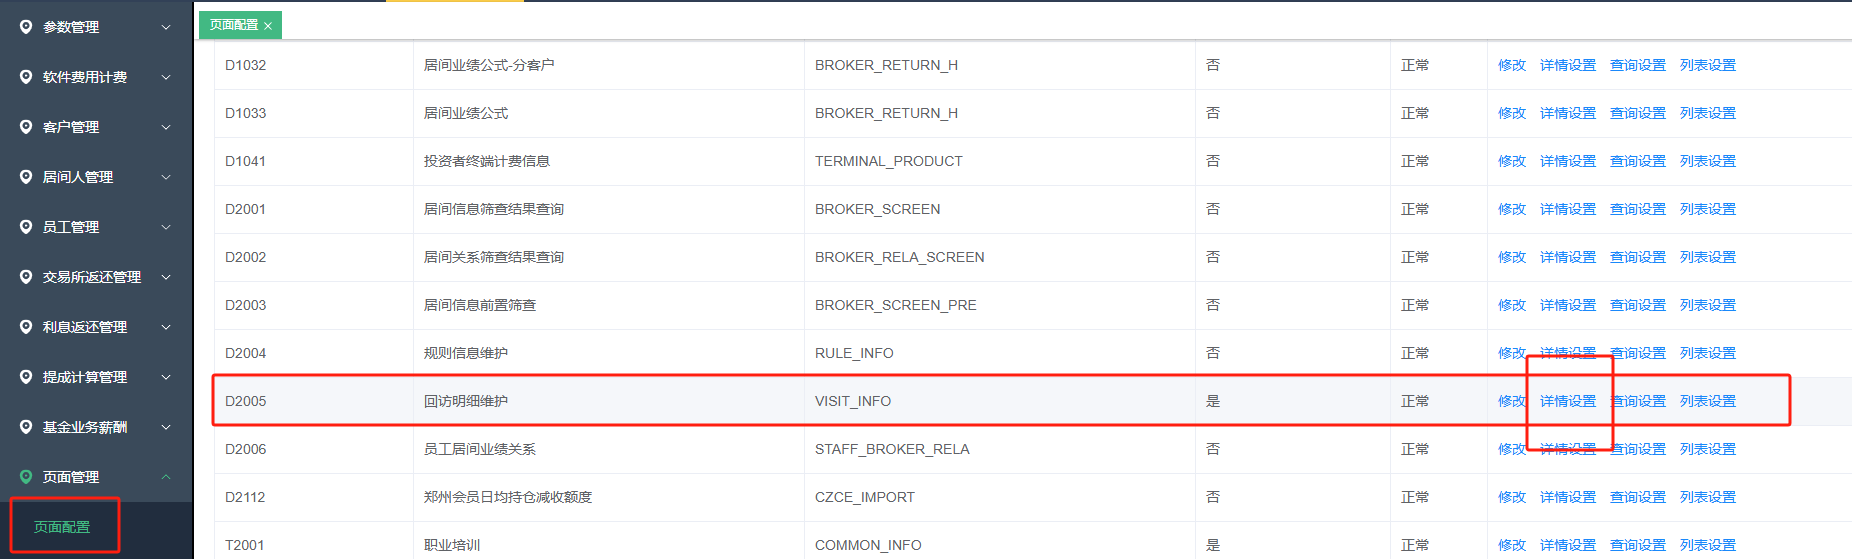 参数管理
软件费用计费
客户管理
居间人管理
员工管理
交易所返还管理
利息返还管理
提成计算管理
基金业务薪酬
页面管理
页面配置
页面配置 ×
D1032 居间业绩公式-分客户 BROKER_RETURN_H 否 正常 修改 详情设置 查询设置 列表设置
D1033 居间业绩公式 BROKER_RETURN_H 否 正常 修改 详情设置 查询设置 列表设置
D1041 投资者终端计费信息 TERMINAL_PRODUCT 否 正常 修改 详情设置 查询设置 列表设置
D2001 居间信息筛查结果查询 BROKER_SCREEN 否 正常 修改 详情设置 查询设置 列表设置
D2002 居间关系筛查结果查询 BROKER_RELA_SCREEN 否 正常 修改 详情设置 查询设置 列表设置
D2003 居间信息前置筛查 BROKER_SCREEN_PRE 否 正常 修改 详情设置 查询设置 列表设置
D2004 规则信息维护 RULE_INFO 否 正常 修改 详情设置 查询设置 列表设置
D2005 回访明细维护 VISIT_INFO 是 正常 修改 详情设置 查询设置 列表设置
D2006 员工居间业绩关系 STAFF_BROKER_RELA 否 正常 修改 详情设置 查询设置 列表设置
D2112 郑州会员日均持仓减收额度 CZCE_IMPORT 否 正常 修改 详情设置 查询设置 列表设置
T2001 职业培训 COMMON_INFO 是 正常 修改 详情设置 查询设置 列表设置